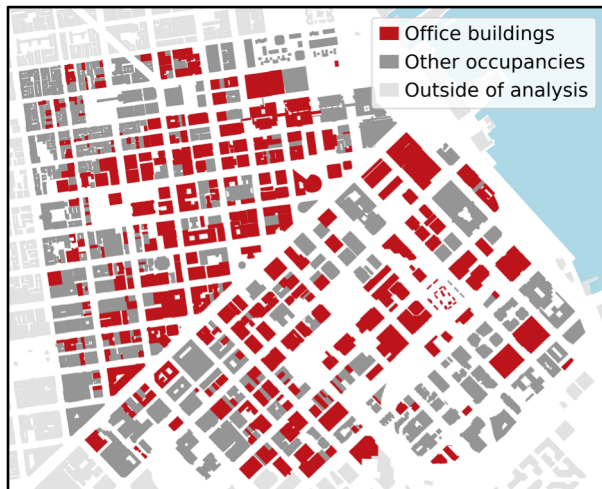 Office buildings
Other occupancies
Outside of analysis